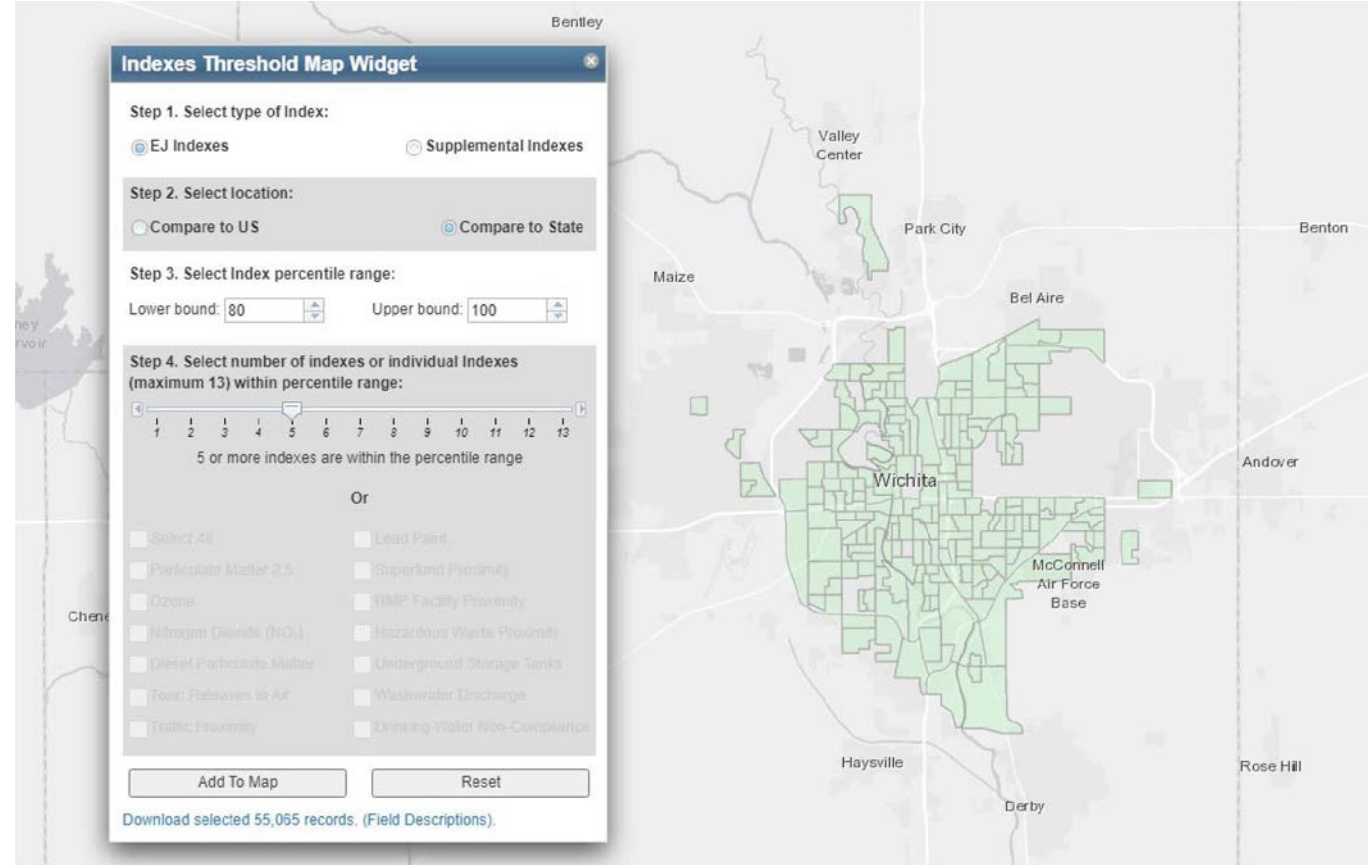 Indexes Threshold Map Widget
Step 1. Select type of Index:
EJ Indexes
Supplemental Indexes
Step 2. Select location:
Compare to US
Compare to State
Step 3. Select Index percentile range:
Lower bound: 80
Upper bound: 100
Step 4. Select number of indexes or individual Indexes
(maximum 13) within percentile range:
1 2 3 4 5 6 7 8 9 10 11 12 13
5 or more indexes are within the percentile range
Or
Select All
Lead Paint
Particulate Matter 2.5
Superfund Proximity
Ozone
RMP Facility Proximity
Nitrogen Dioxide (NO₂)
Hazardous Waste Proximity
Diesel Particulate Matter
Underground Storage Tanks
Toxic Releases to Air
Wastewater Discharge
Traffic Proximity
Drinking Water Non-Compliance
Add To Map
Reset
Download selected 55,065 records. (Field Descriptions).
Bentley
Valley
Center
Park City
Benton
Maize
Bel Aire
ney
rvoir
Andover
Wichita
McConnell
Air Force
Base
Chene
Haysville
Rose Hill
Derby